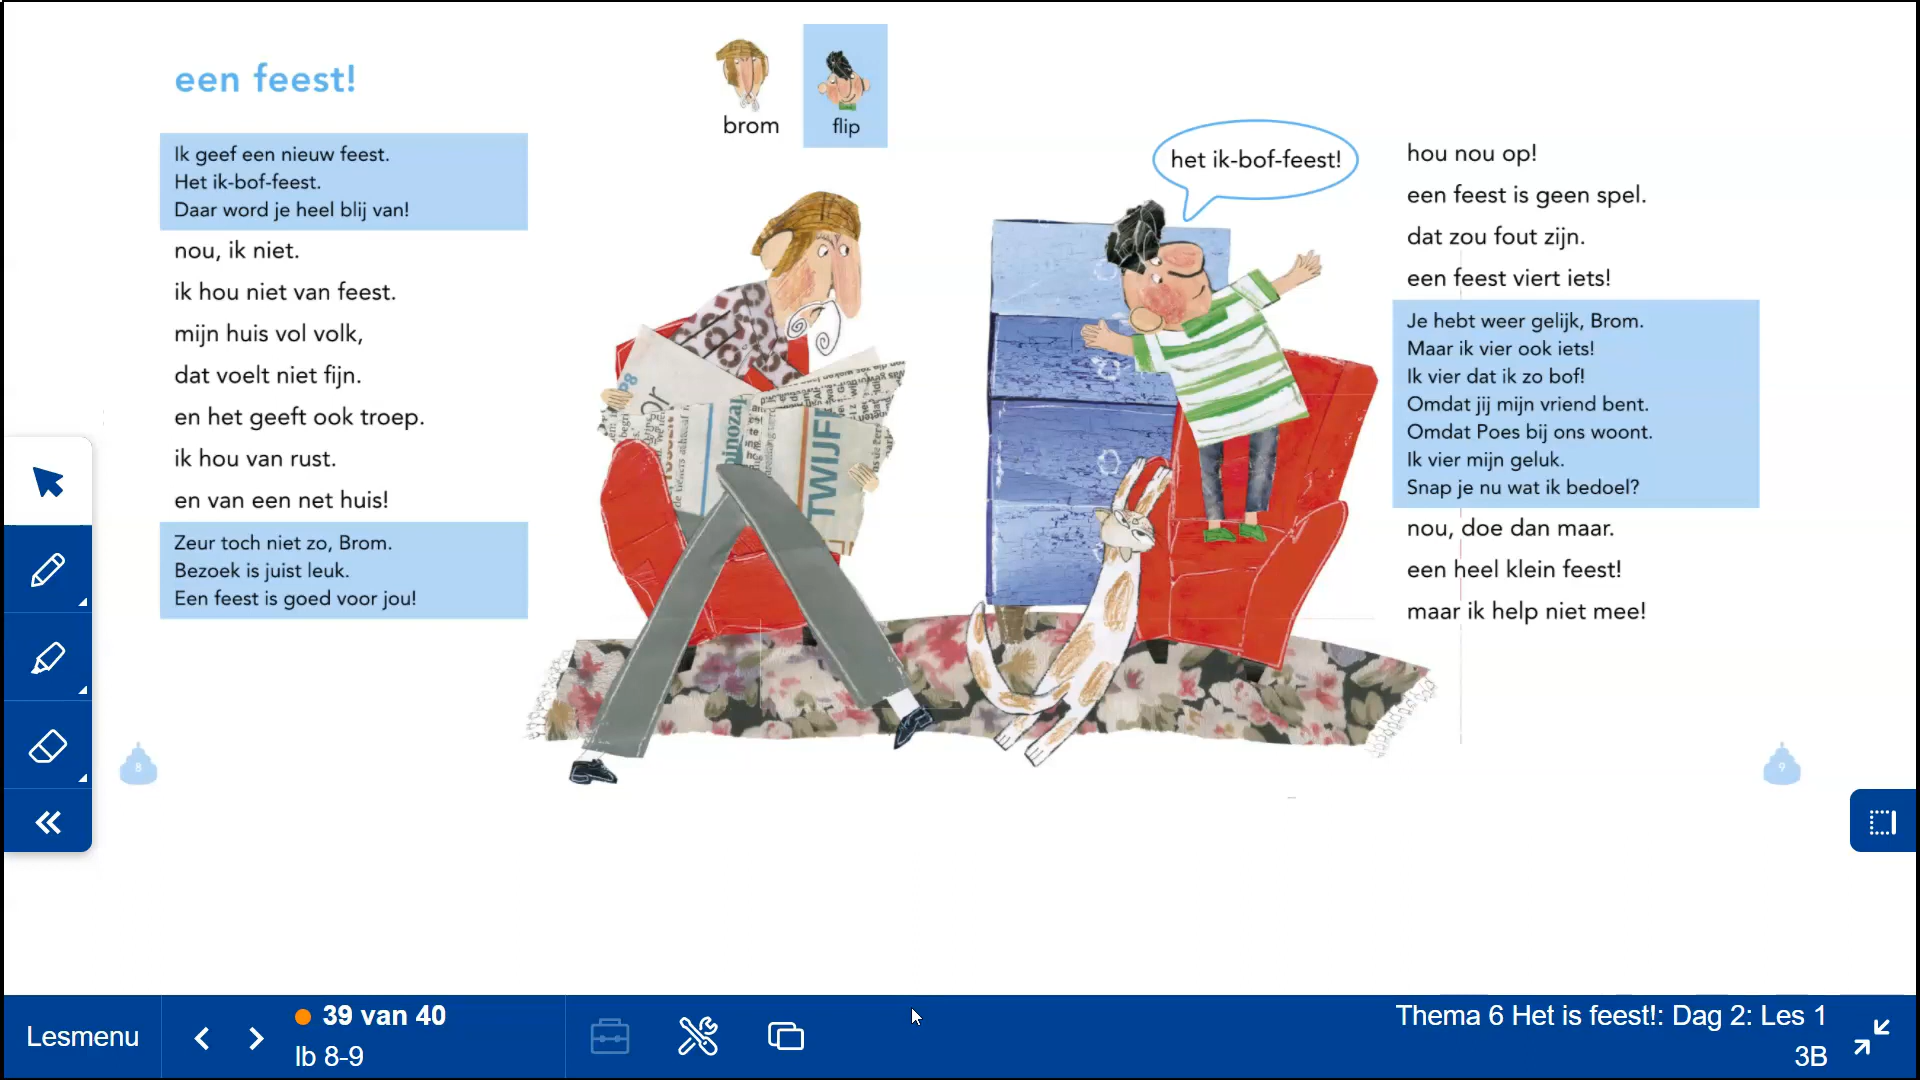 een feest!
brom
flip
Ik geef een nieuw feest.
Het ik-bof-feest.
Daar word je heel blij van!
nou, ik niet.
ik hou niet van feest.
mijn huis vol volk,
dat voelt niet fijn.
en het geeft ook troep.
ik hou van rust.
en van een net huis!
Zeur toch niet zo, Brom.
Bezoek is juist leuk.
Een feest is goed voor jou!
8
TWIJF
het ik-bof-feest!
hou nou op!
een feest is geen spel.
dat zou fout zijn.
een feest viert iets!
Je hebt weer gelijk, Brom.
Maar ik vier ook iets!
Ik vier dat ik zo bof!
Omdat jij mijn vriend bent.
Omdat Poes bij ons woont.
Ik vier mijn geluk.
Snap je nu wat ik bedoel?
nou, doe dan maar.
een heel klein feest!
maar ik help niet mee!
9
Lesmenu
39 van 40
lb 8-9
Thema 6 Het is feest!: Dag 2: Les 1
3B